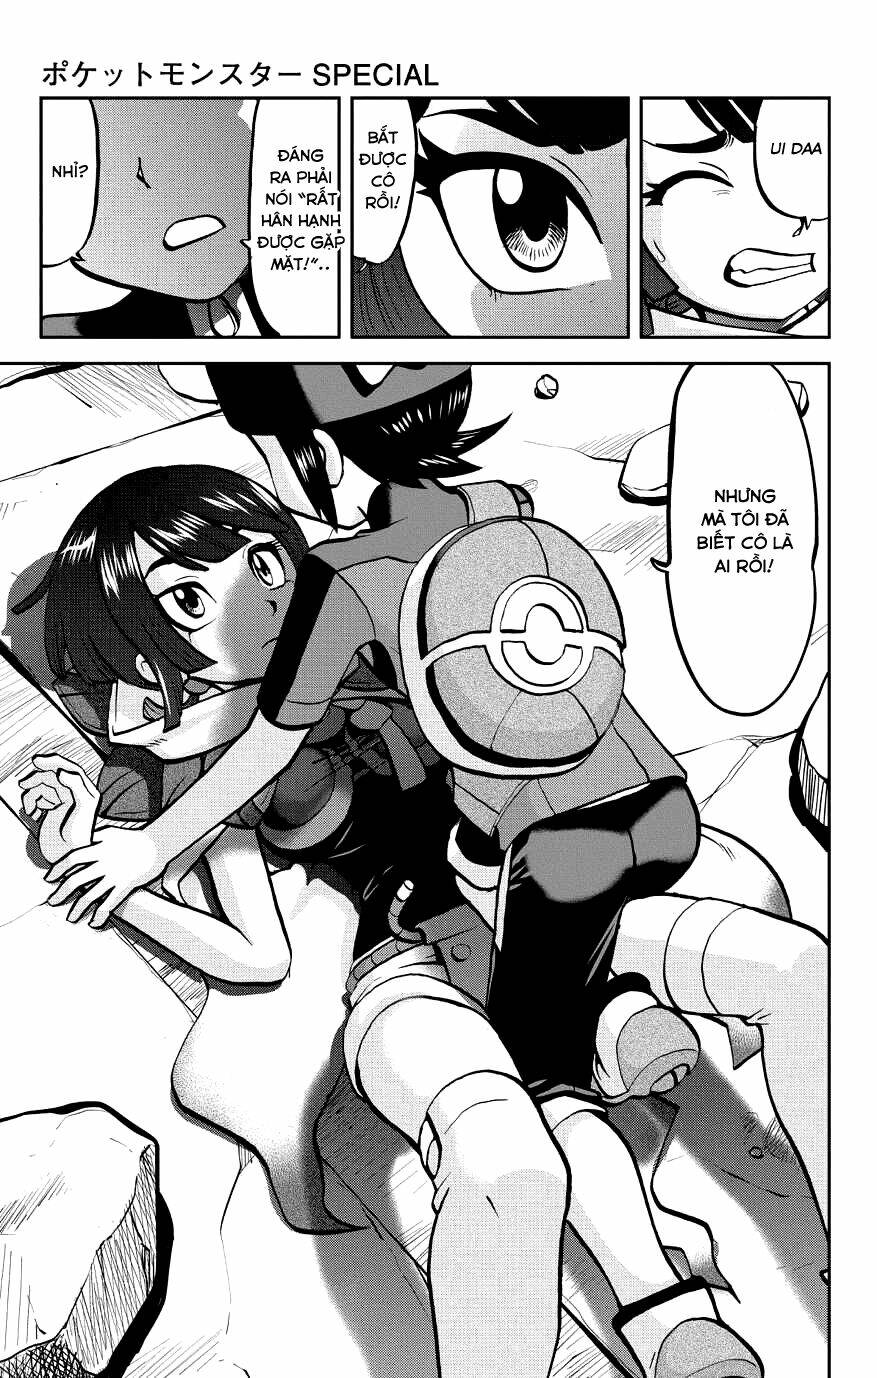 ポケットモンスター SPECIAL
UI DAA
BẮT
ĐƯỢC
CÔ
RỒI!
ĐÁNG
RA PHẢI
NÓI “RẤT
HÂN HẠNH
ĐƯỢC GẶP
MẶT!”..
NHỈ?
NHƯNG
MÀ TÔI ĐÃ
BIẾT CÔ LÀ
AI RỒI!